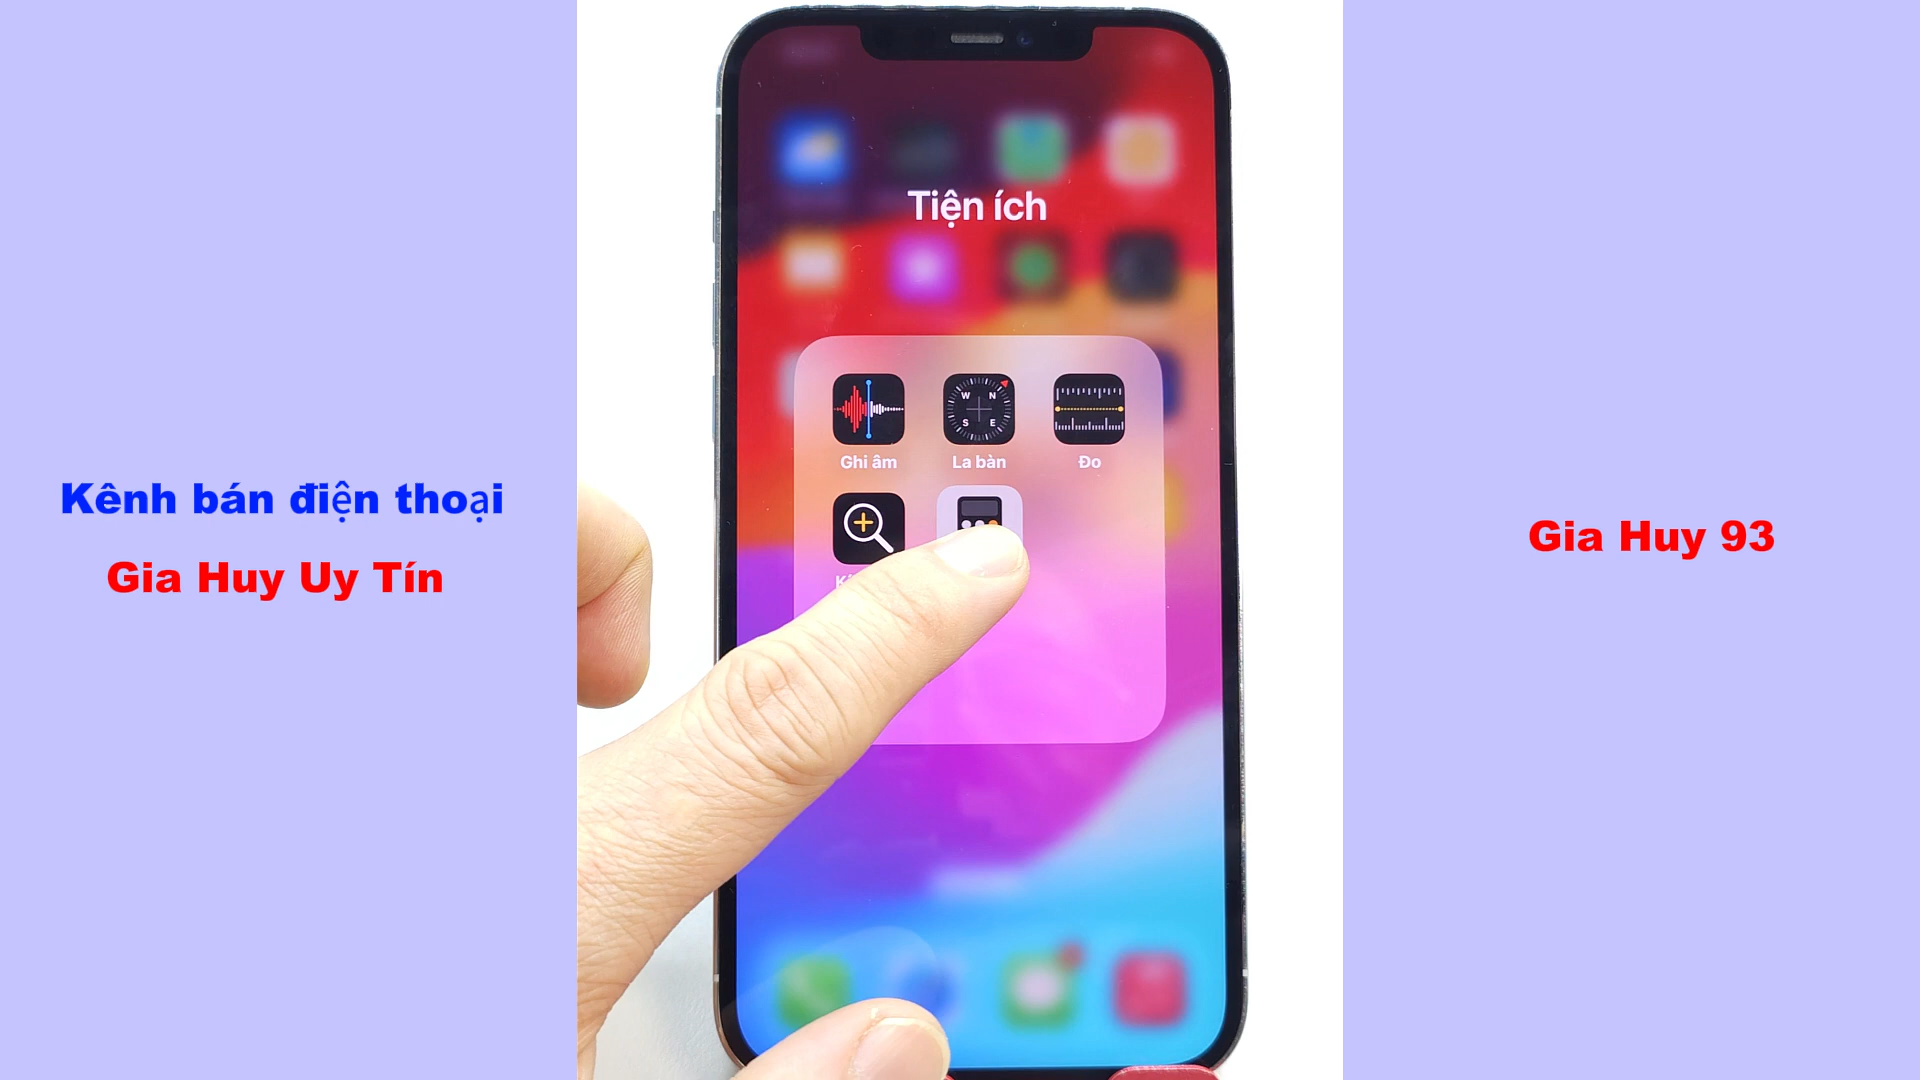 Kênh bán điện thoại
Gia Huy Uy Tín
Tiện ích
Ghi âm
La bàn
Đo
W N
S E
Gia Huy 93